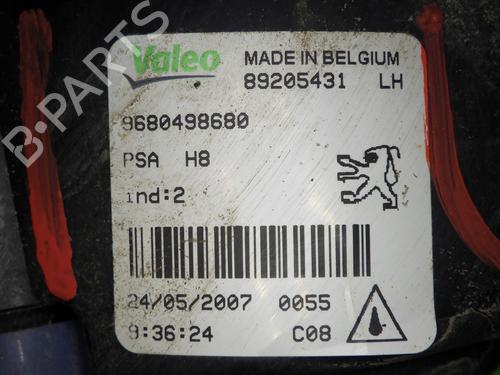 Valeo
MADE IN BELGIUM
89205431 LH
9680498680
PSA H8
ind:2
24/05/2007 0055
8:36:24 C08